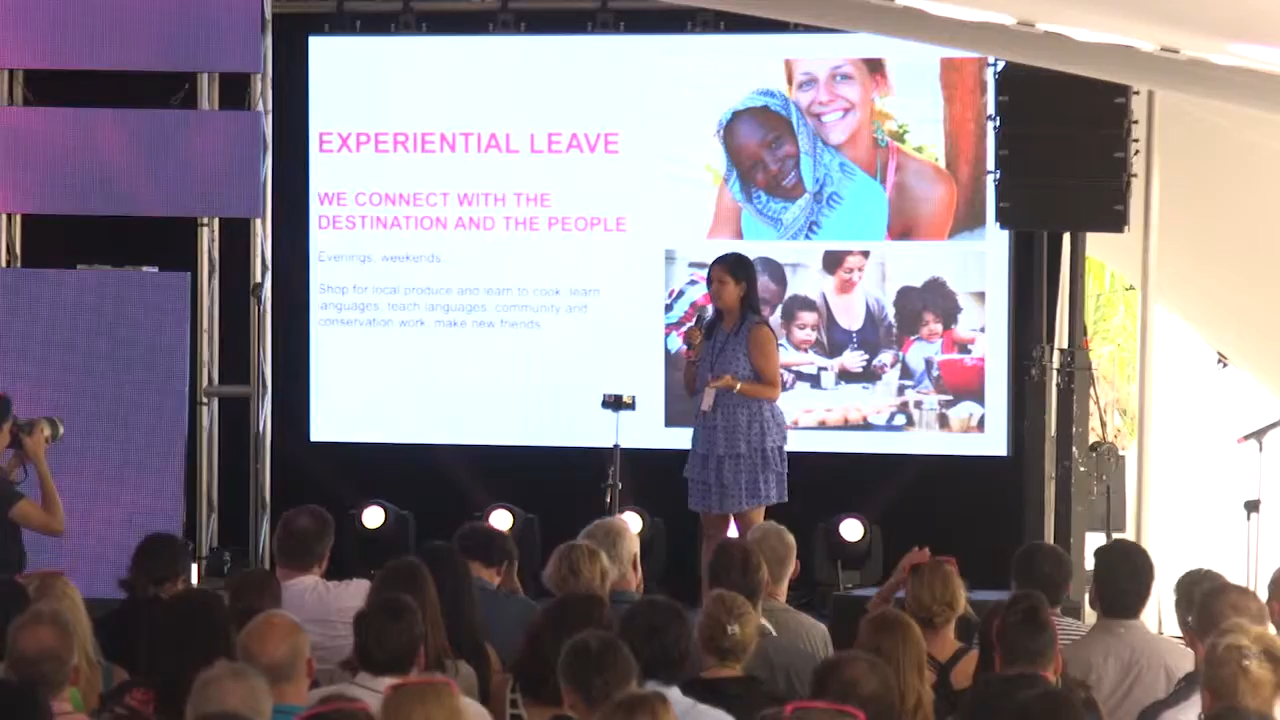 EXPERIENTIAL LEAVE
WE CONNECT WITH THE
DESTINATION AND THE PEOPLE
Evenings, weekends.
Shop for local produce and learn to cook, learn
languages, teach languages, community and
conservation work, make new friends.